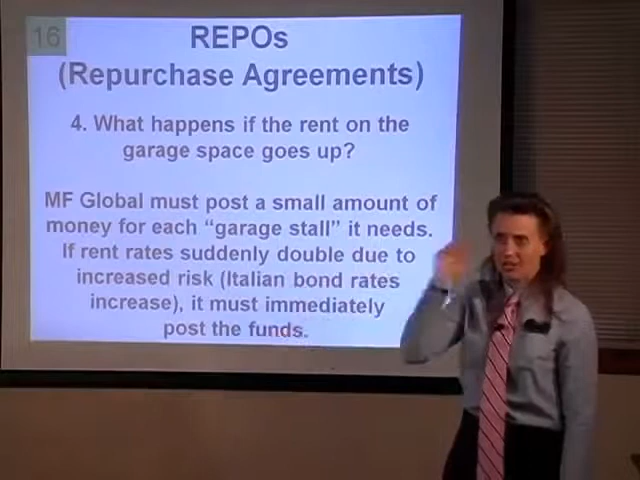 16
REPOs
(Repurchase Agreements)
4. What happens if the rent on the
garage space goes up?
MF Global must post a small amount of
money for each “garage stall” it needs.
If rent rates suddenly double due to
increased risk (Italian bond rates
increase), it must immediately
post the funds.